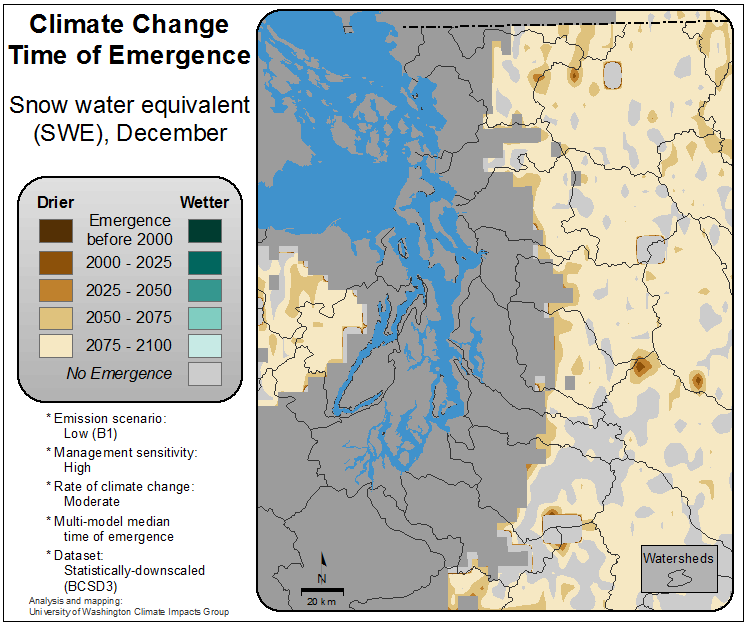 Climate Change
Time of Emergence
Snow water equivalent
(SWE), December
Drier
Wetter
Emergence
before 2000
2000 - 2025
2025 - 2050
2050 - 2075
2075 - 2100
No Emergence
* Emission scenario:
Low (B1)
* Management sensitivity:
High
* Rate of climate change:
Moderate
* Multi-model median
time of emergence
* Dataset:
Statistically-downscaled
(BCSD3)
Analysis and mapping:
University of Washington Climate Impacts Group
N
20 km
Watersheds